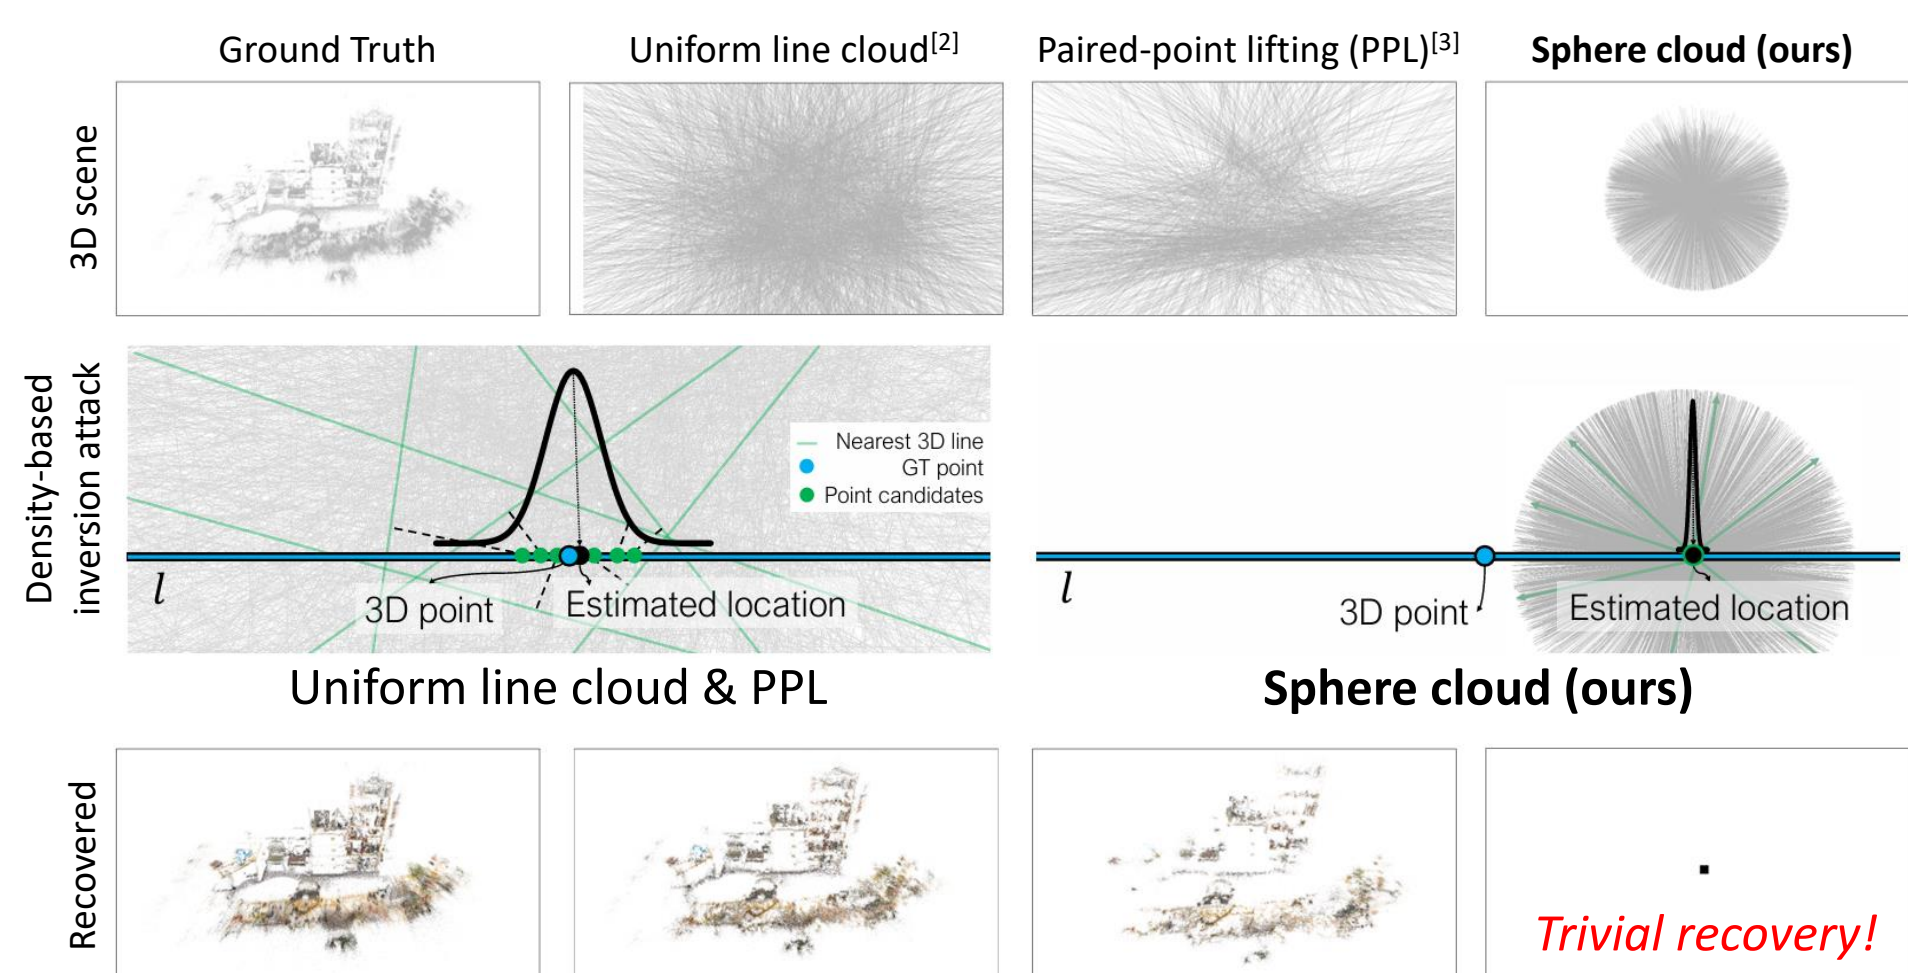 Ground Truth
Uniform line cloud[2]
Paired-point lifting (PPL)[3]
Sphere cloud (ours)
3D scene
Density-based
inversion attack
Nearest 3D line
GT point
Point candidates
l
3D point
Estimated location
l
3D point
Estimated location
Uniform line cloud & PPL
Sphere cloud (ours)
Recovered
Trivial recovery!